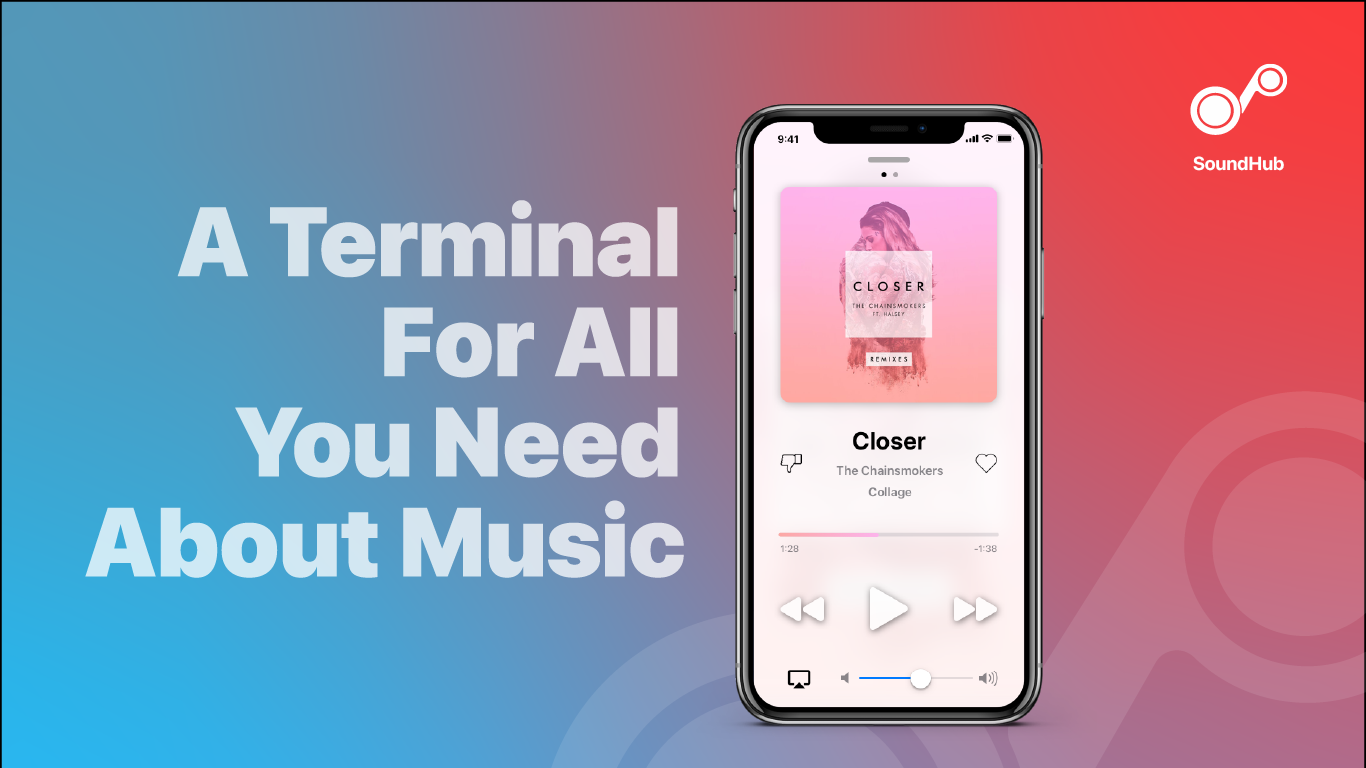 A Terminal
For All
You Need
About Music
SoundHub
9:41
CLOSER
THE CHAINSMOKERS
FT. HALSEY
REMIXES
Closer
The Chainsmokers
Collage
1:28
-1:38